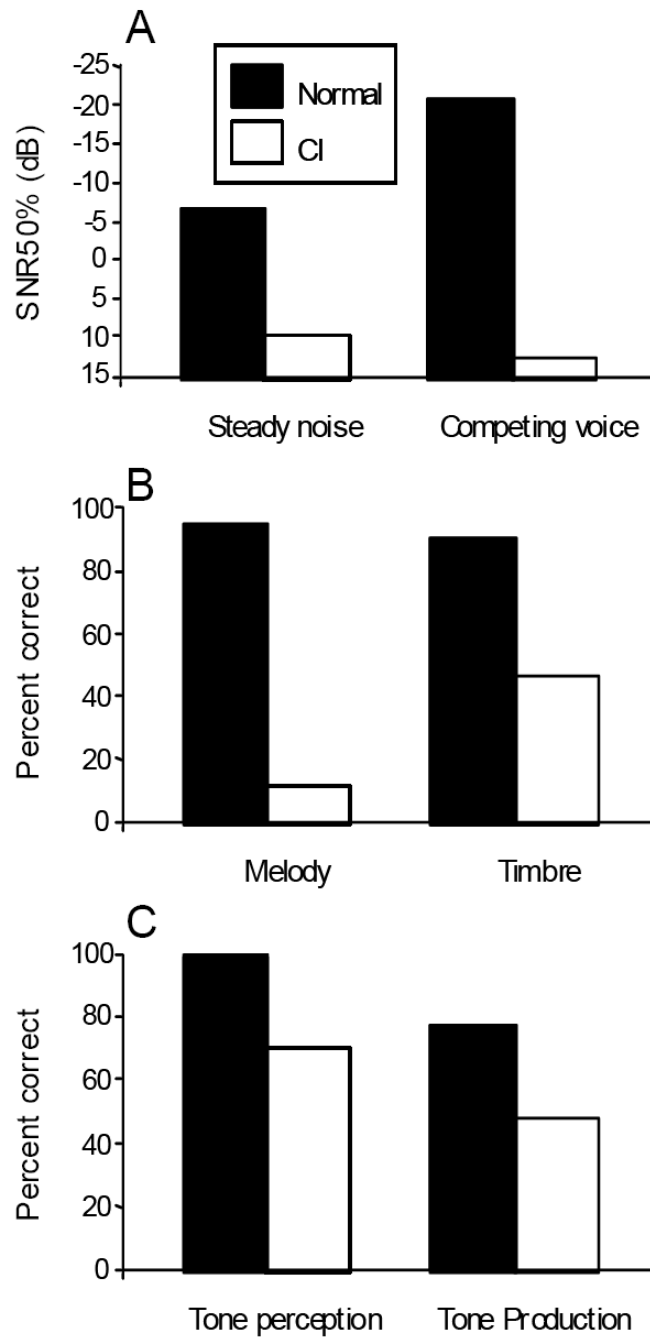 A
SNR50% (dB)
-25
-20
-15
-10
-5
0
5
10
15
Normal
CI
Steady noise
Competing voice
B
Percent correct
100
80
60
40
20
0
Melody
Timbre
C
Percent correct
100
80
60
40
20
0
Tone perception
Tone Production